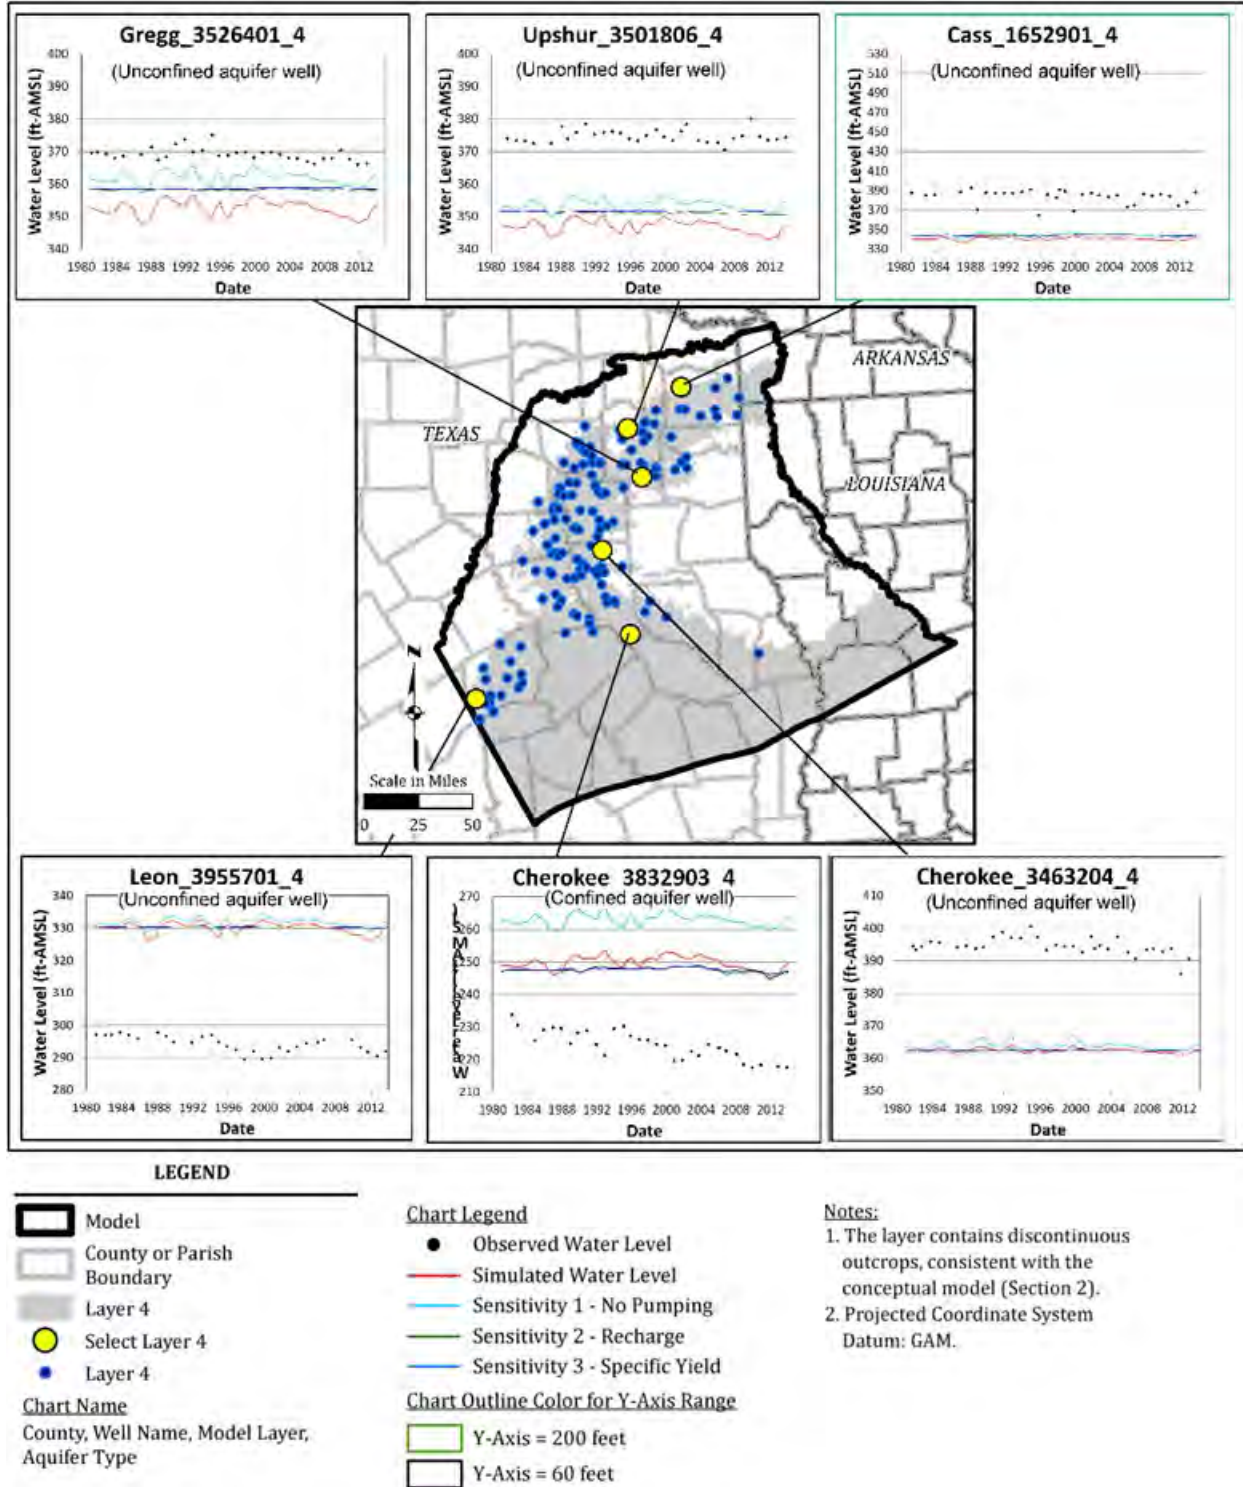 Gregg_3526401_4
(Unconfined aquifer well)
Water Level (ft-AMSL)
400
390
380
370
360
350
340
1980 1984 1988 1992 1996 2000 2004 2008 2012
Date
Upshur_3501806_4
(Unconfined aquifer well)
Water Level (ft-AMSL)
400
390
380
370
360
350
340
1980 1984 1988 1992 1996 2000 2004 2008 2012
Date
Cass_1652901_4
(Unconfined aquifer well)
Water Level (ft-AMSL)
530
510
490
470
450
430
410
390
370
350
330
1980 1984 1988 1992 1996 2000 2004 2008 2012
Date
ARKANSAS
TEXAS
LOUISIANA
Z
Scale in Miles
0 25 50
Leon_3955701_4
(Unconfined aquifer well)
Water Level (ft-AMSL)
340
330
320
310
300
290
280
1980 1984 1988 1992 1996 2000 2004 2008 2012
Date
Cherokee_3832903_4
(Confined aquifer well)
270
260
250
240
230
220
210
1980 1984 1988 1992 1996 2000 2004 2008 2012
Date
Cherokee_3463204_4
(Unconfined aquifer well)
Water Level (ft-AMSL)
410
400
390
380
370
360
350
1980 1984 1988 1992 1996 2000 2004 2008 2012
Date
LEGEND
Model
County or Parish
Boundary
Layer 4
Select Layer 4
Layer 4
Chart Name
County, Well Name, Model Layer,
Aquifer Type
Chart Legend
Observed Water Level
Simulated Water Level
Sensitivity 1 - No Pumping
Sensitivity 2 - Recharge
Sensitivity 3 - Specific Yield
Chart Outline Color for Y-Axis Range
Y-Axis = 200 feet
Y-Axis = 60 feet
Notes:
1. The layer contains discontinuous
outcrops, consistent with the
conceptual model (Section 2).
2. Projected Coordinate System
Datum: GAM.